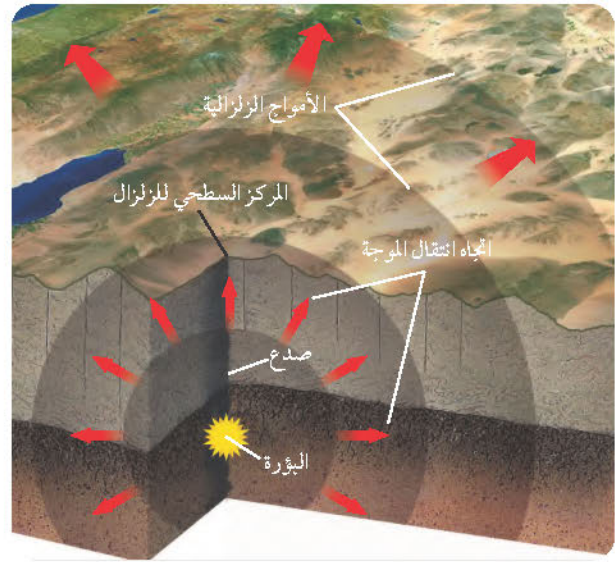 الأمواج الزلزالية
المركز السطحي للزلزال
اتجاه انتقال الموجة
صدع
البؤرة